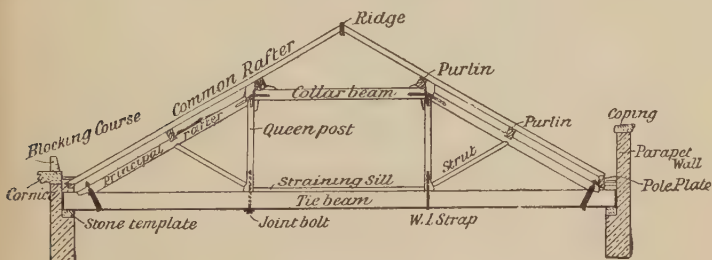 Ridge
Common Rafter
Purlin
Collar beam
Coping
Blocking Course
Principal rafter
Queen post
Purlin
Parapet Wall
Strut
Cornice
Straining Sill
Pole Plate
Tie beam
Stone template
Joint bolt
W.I Strap